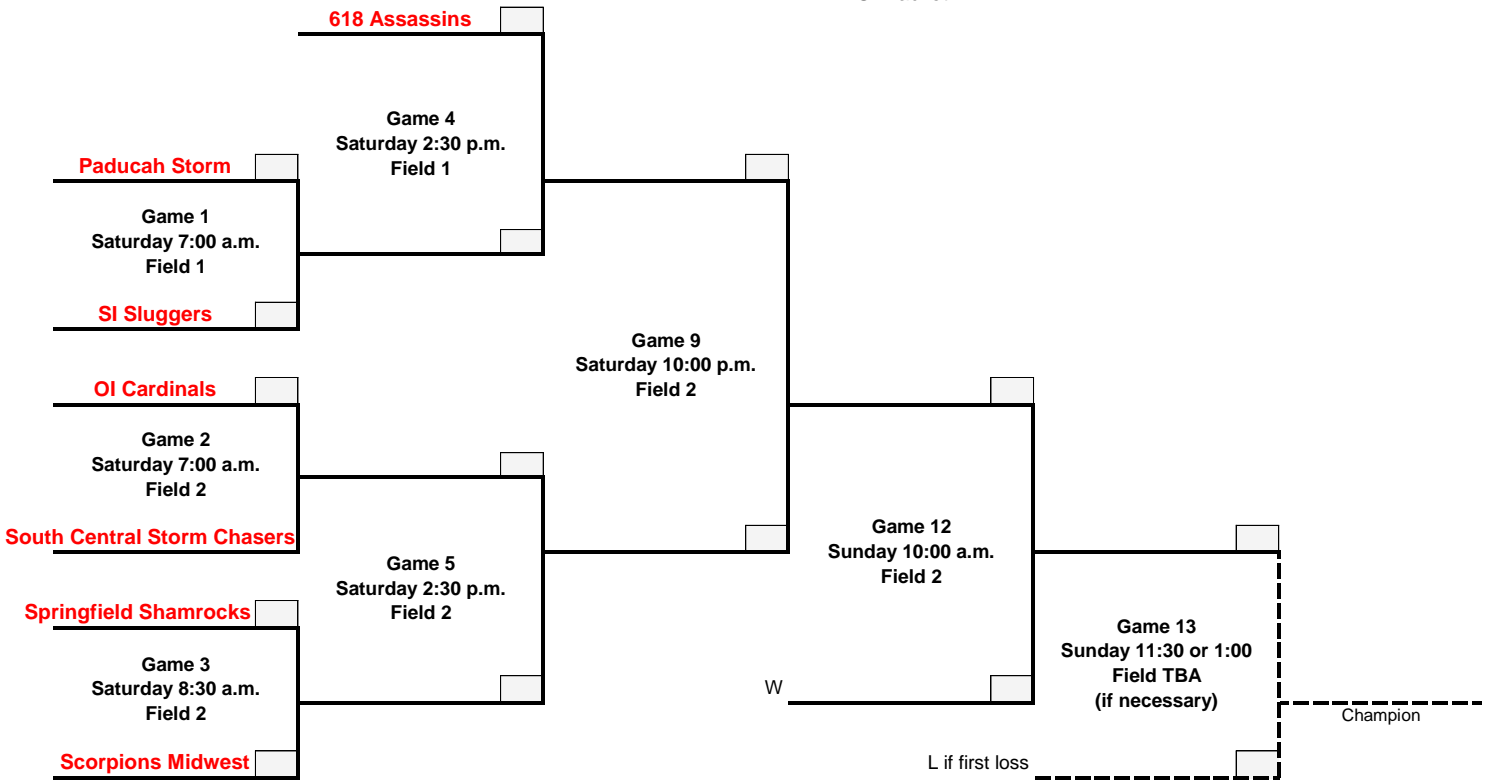 618 Assassins
Game 4
Saturday 2:30 p.m.
Field 1
Paducah Storm
Game 1
Saturday 7:00 a.m.
Field 1
SI Sluggers
Game 9
Saturday 10:00 p.m.
Field 2
OI Cardinals
Game 2
Saturday 7:00 a.m.
Field 2
South Central Storm Chasers
Game 5
Saturday 2:30 p.m.
Field 2
Game 12
Sunday 10:00 a.m.
Field 2
Springfield Shamrocks
Game 3
Saturday 8:30 a.m.
Field 2
Scorpions Midwest
W
Game 13
Sunday 11:30 or 1:00
Field TBA
(if necessary)
Champion
L if first loss